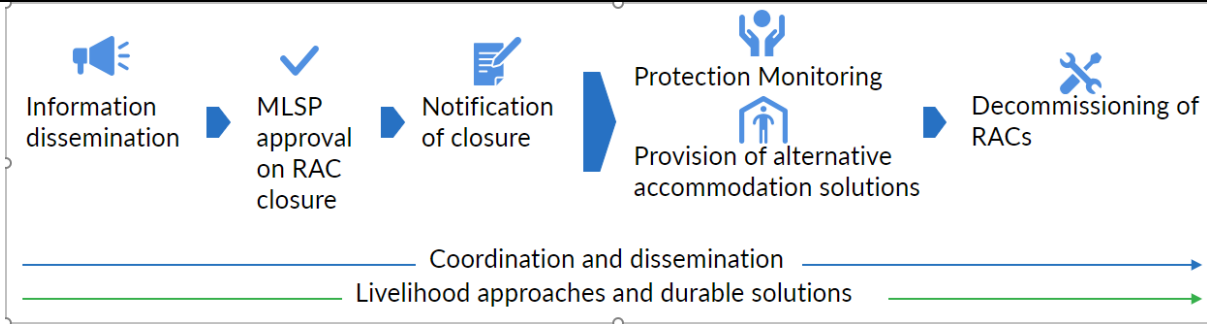 Information
dissemination
MLSP
approval
on RAC
closure
Notification
of closure
Protection Monitoring
Provision of alternative
accommodation solutions
Decommissioning of
RACs
Coordination and dissemination
Livelihood approaches and durable solutions